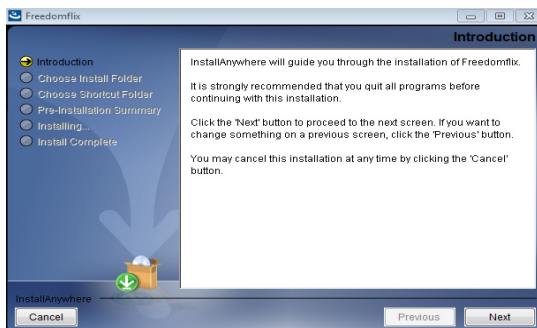 Freedomflix
Introduction
Introduction
Choose Install Folder
Choose Shortcut Folder
Pre-Installation Summary
Installing...
Install Complete
InstallAnywhere will guide you through the installation of Freedomflix.
It is strongly recommended that you quit all programs before
continuing with this installation.
Click the 'Next' button to proceed to the next screen. If you want to
change something on a previous screen, click the 'Previous' button.
You may cancel this installation at any time by clicking the 'Cancel'
button.
InstallAnywhere
Cancel
Previous
Next